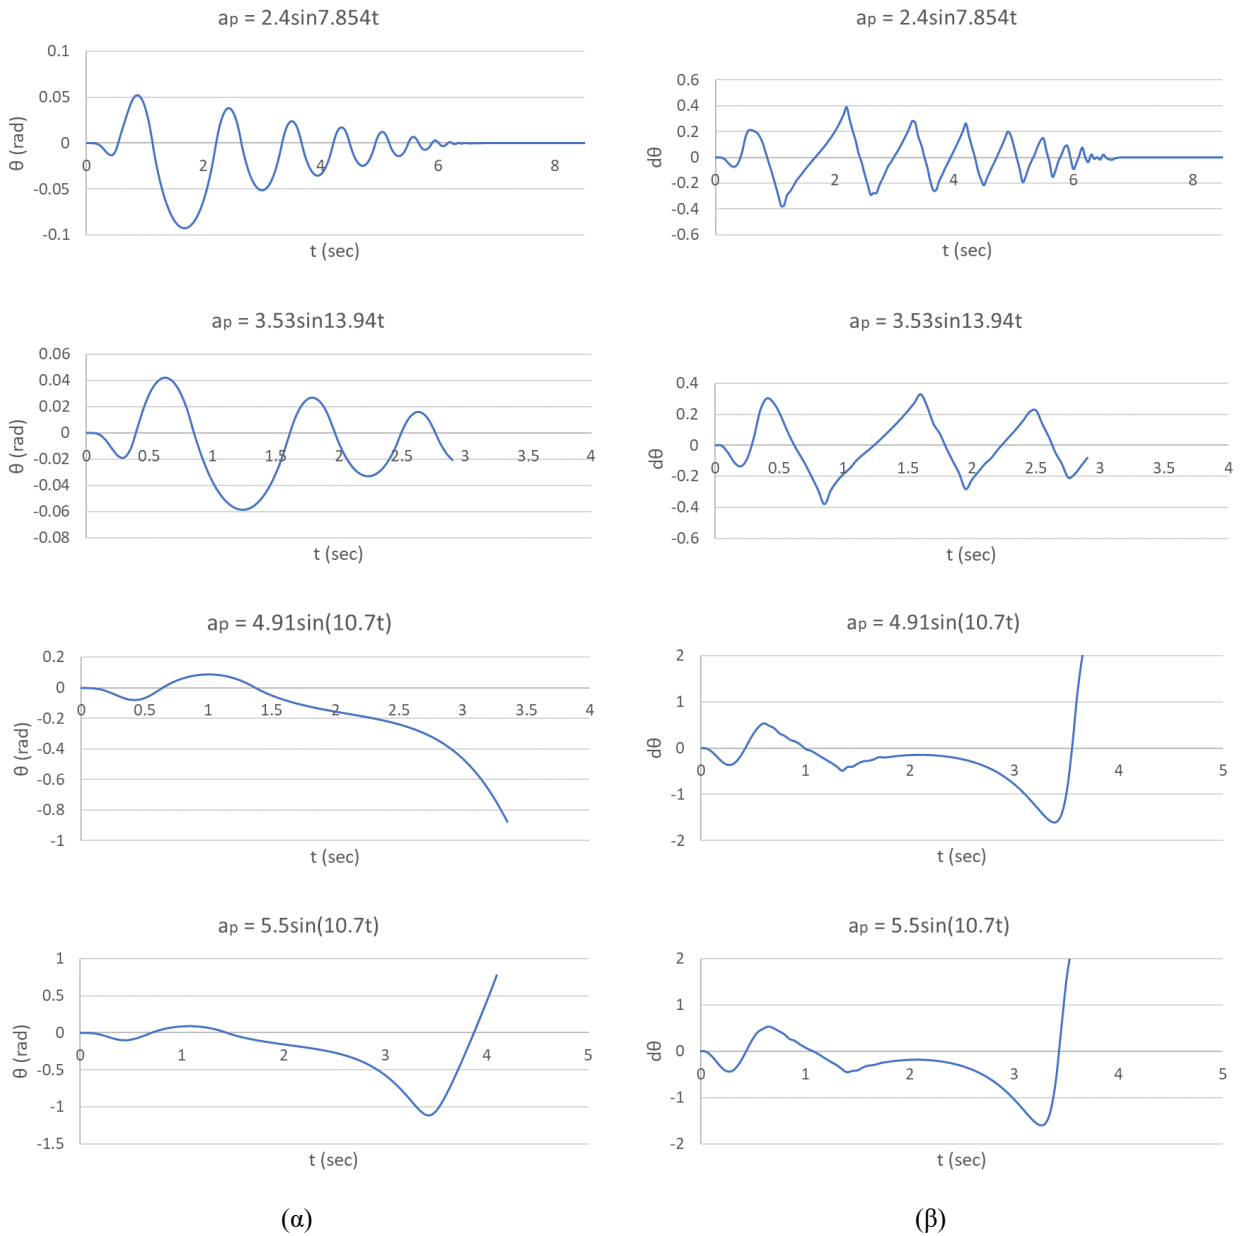 aₚ = 2.4sin7.854t
0.1
0.05
0
-0.05
-0.1
θ (rad)
0 2 4 6 8
t (sec)
aₚ = 2.4sin7.854t
0.6
0.4
0.2
0
-0.2
-0.4
-0.6
dθ
0 2 4 6 8
t (sec)
aₚ = 3.53sin13.94t
0.06
0.04
0.02
0
-0.02
-0.04
-0.06
-0.08
θ (rad)
0 0.5 1 1.5 2 2.5 3 3.5 4
t (sec)
aₚ = 3.53sin13.94t
0.4
0.2
0
-0.2
-0.4
-0.6
dθ
0 0.5 1 1.5 2 2.5 3 3.5 4
t (sec)
aₚ = 4.91sin(10.7t)
0.2
0
-0.2
-0.4
-0.6
-0.8
-1
θ (rad)
0 0.5 1 1.5 2 2.5 3 3.5 4
t (sec)
aₚ = 4.91sin(10.7t)
2
1
0
-1
-2
dθ
0 1 2 3 4 5
t (sec)
aₚ = 5.5sin(10.7t)
1
0.5
0
-0.5
-1
-1.5
θ (rad)
0 1 2 3 4 5
t (sec)
aₚ = 5.5sin(10.7t)
2
1
0
-1
-2
dθ
0 1 2 3 4 5
t (sec)
(α)
(β)